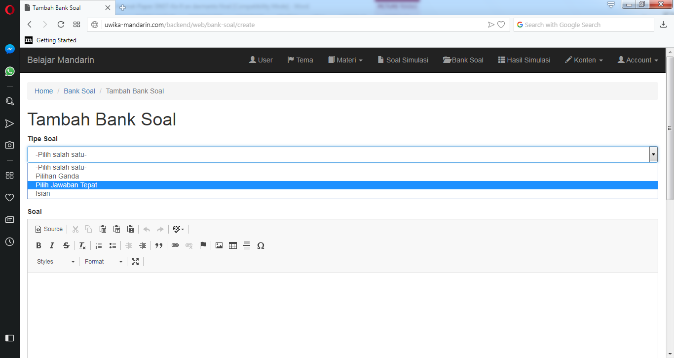 Tambah Bank Soal
uwika-mandarin.com/backend/web/bank-soal/create
Search with Google Search
Getting Started
Belajar Mandarin
User
Tema
Materi
Soal Simulasi
Bank Soal
Hasil Simulasi
Konten
Account
Home / Bank Soal / Tambah Bank Soal
Tambah Bank Soal
Tipe Soal
-Pilih salah satu-
-Pilih salah satu-
Pilihan Ganda
Pilih Jawaban Tepat
Isian
Soal
Source
Styles
Format